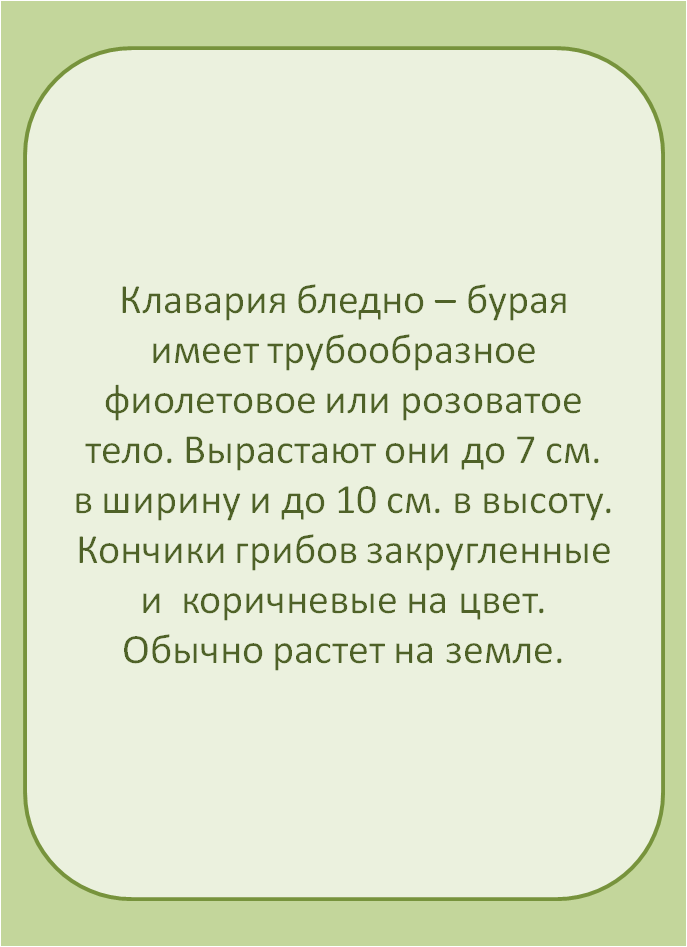 Клавария бледно – бурая
имеет трубообразное
фиолетовое или розоватое
тело. Вырастают они до 7 см.
в ширину и до 10 см. в высоту.
Кончики грибов закругленные
и  коричневые на цвет.
Обычно растет на земле.